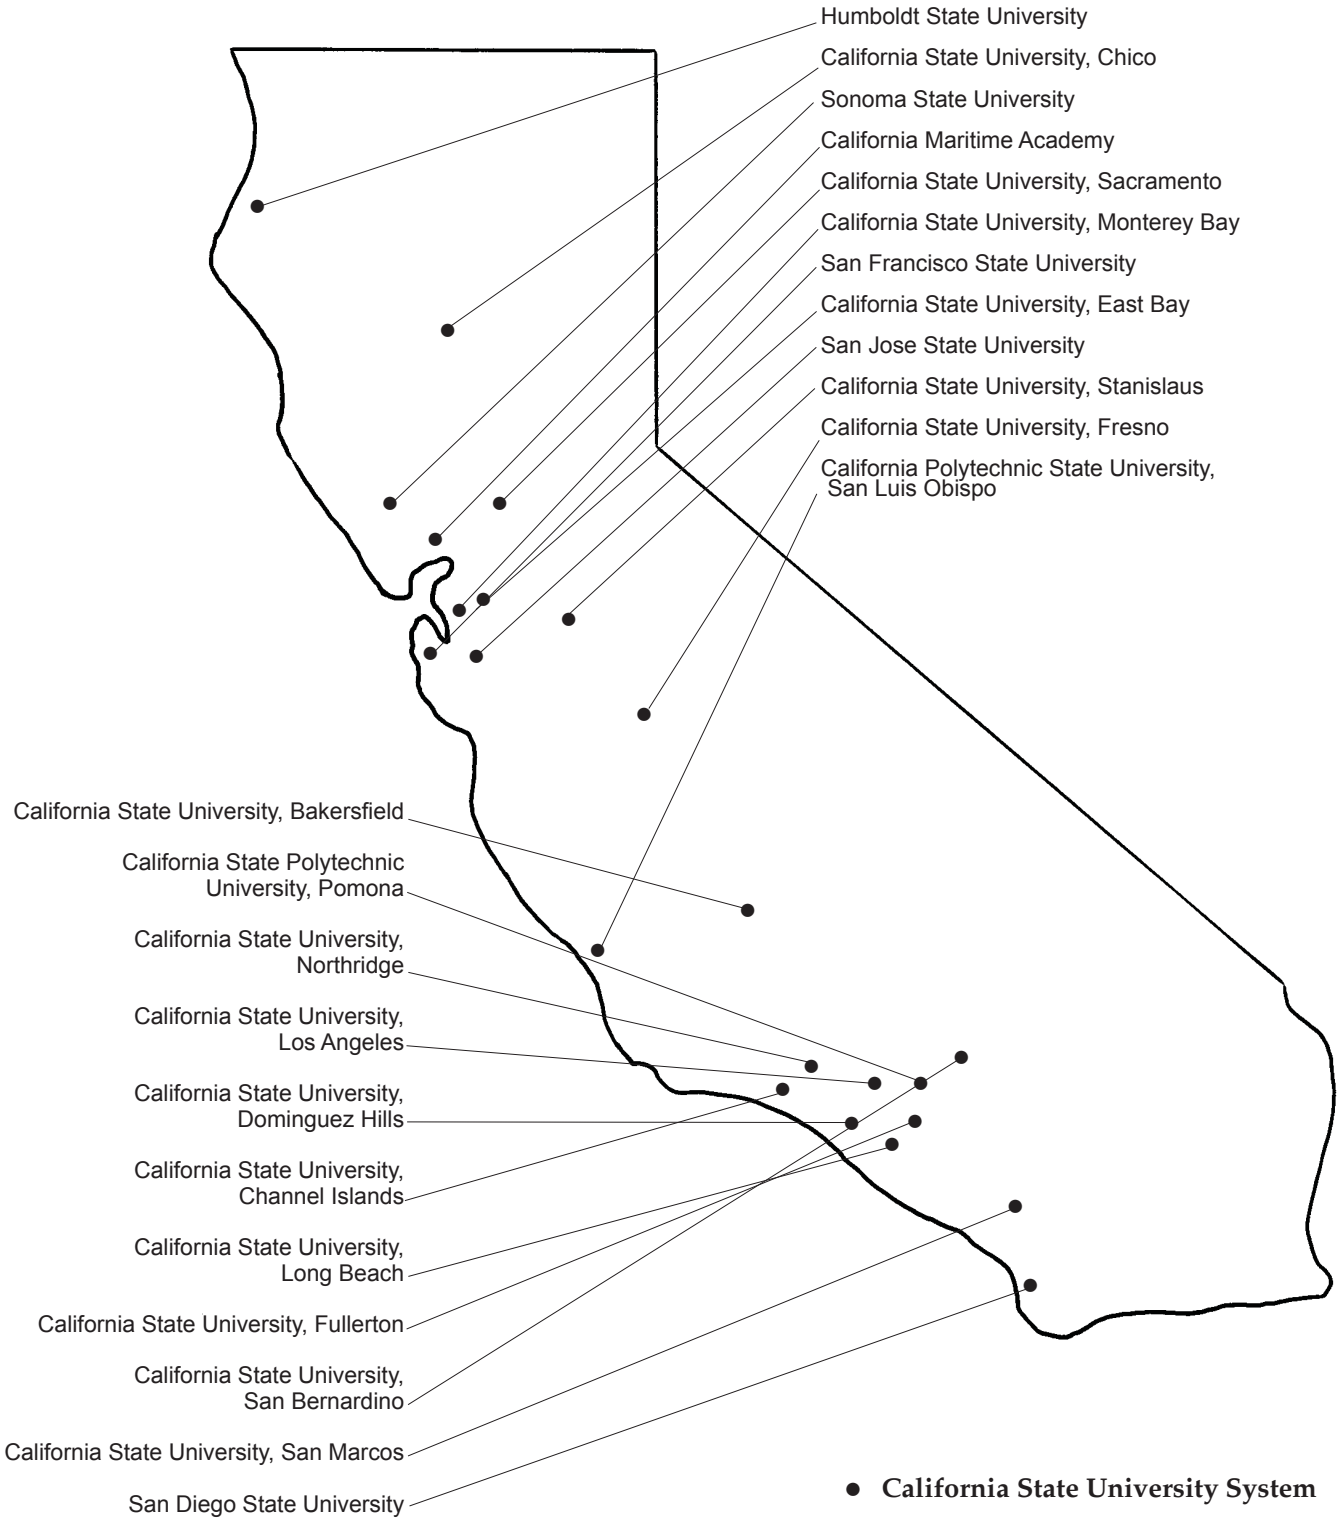 Humboldt State University
California State University, Chico
Sonoma State University
California Maritime Academy
California State University, Sacramento
California State University, Monterey Bay
San Francisco State University
California State University, East Bay
San Jose State University
California State University, Stanislaus
California State University, Fresno
California Polytechnic State University,
San Luis Obispo
California State University, Bakersfield
California State Polytechnic
University, Pomona
California State University,
Northridge
California State University,
Los Angeles
California State University,
Dominguez Hills
California State University,
Channel Islands
California State University,
Long Beach
California State University, Fullerton
California State University,
San Bernardino
California State University, San Marcos
San Diego State University
California State University System